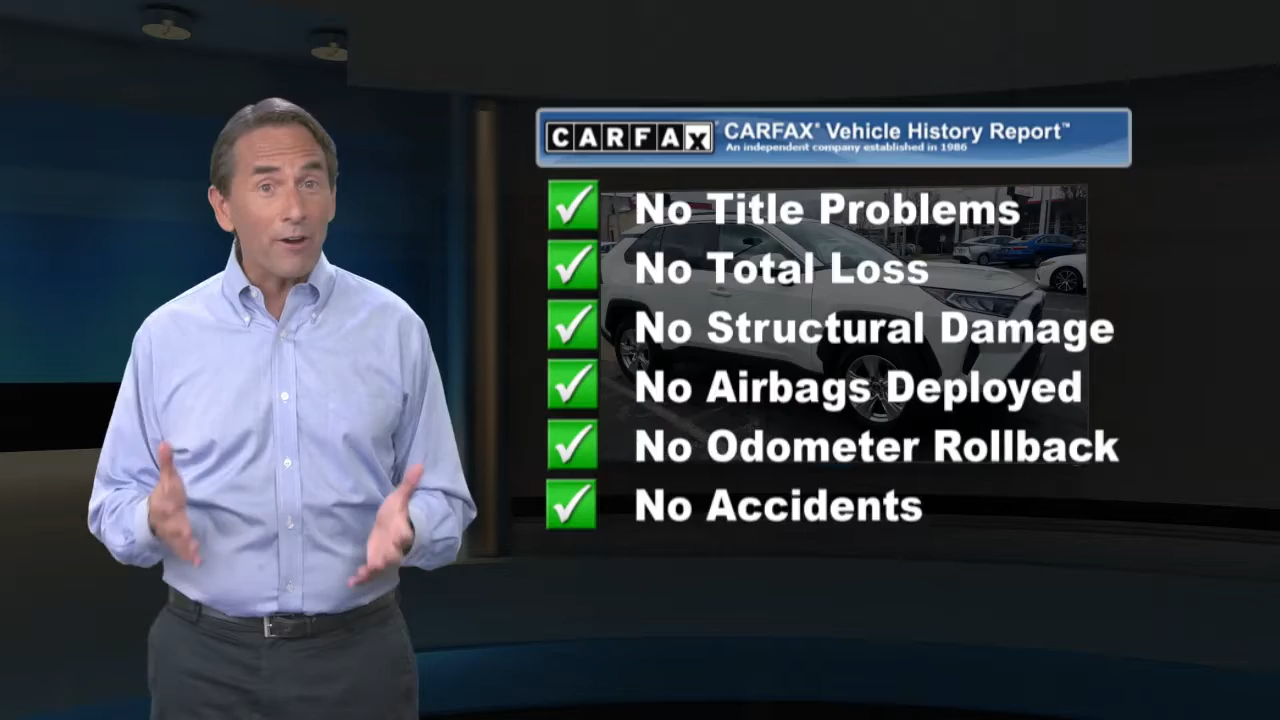 CARFAX® CARFAX® Vehicle History Report™
An independent company established in 1986
No Title Problems
No Total Loss
No Structural Damage
No Airbags Deployed
No Odometer Rollback
No Accidents